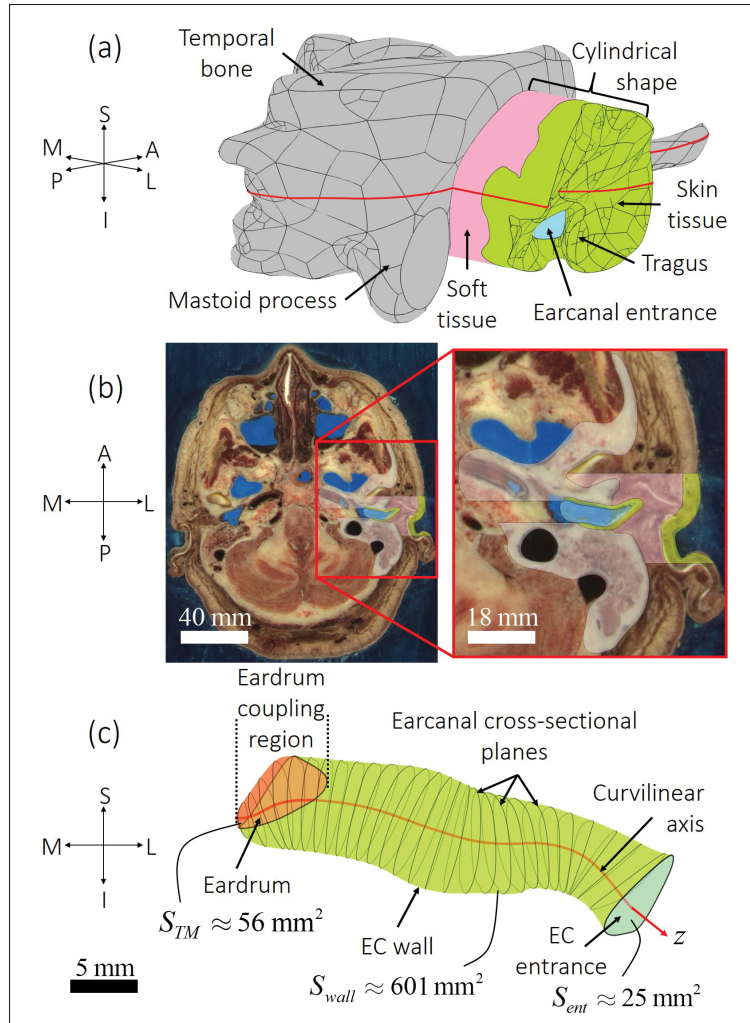 (a)
Temporal
bone
Cylindrical
shape
S
M
A
P
L
I
Skin
tissue
Tragus
Mastoid process
Soft
tissue
Earcanal entrance
(b)
A
M
L
P
40 mm
18 mm
(c)
Eardrum
coupling
region
Earcanal cross-sectional
planes
S
M
L
I
Curvilinear
axis
Eardrum
S_TM ≈ 56 mm²
EC wall
EC
entrance
z
S_wall ≈ 601 mm²
S_ent ≈ 25 mm²
5 mm